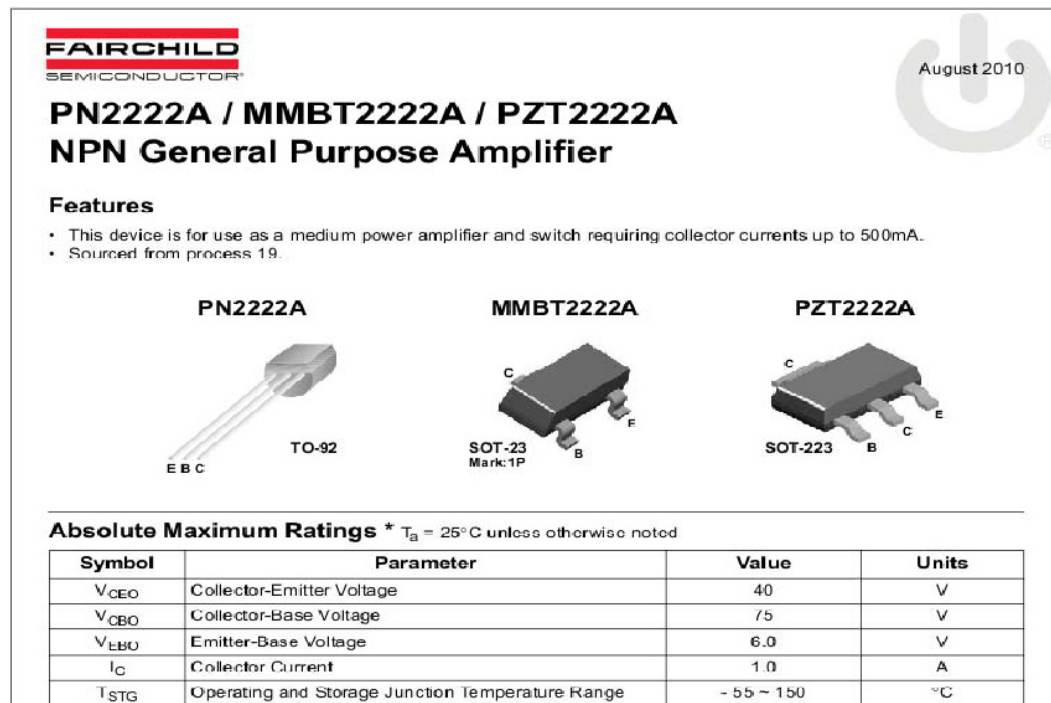 FAIRCHILD
SEMICONDUCTOR®
August 2010
PN2222A / MMBT2222A / PZT2222A
NPN General Purpose Amplifier
Features
• This device is for use as a medium power amplifier and switch requiring collector currents up to 500mA.
• Sourced from process 19.
PN2222A MMBT2222A PZT2222A
E B C TO-92
C SOT-23 Mark:1P B E
C SOT-223 B C E
Absolute Maximum Ratings * Ta = 25°C unless otherwise noted
Symbol Parameter Value Units
VCEO Collector-Emitter Voltage 40 V
VCBO Collector-Base Voltage 75 V
VEBO Emitter-Base Voltage 6.0 V
IC Collector Current 1.0 A
TSTG Operating and Storage Junction Temperature Range - 55 ~ 150 °C